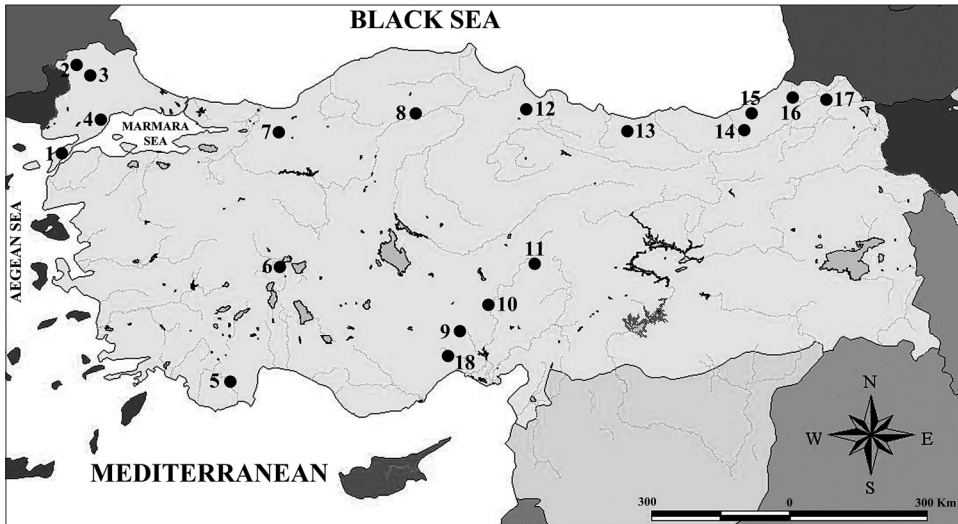 BLACK SEA
2
3
4
MARMARA
SEA
1
7
8
12
13
14
15
16
17
AEGEAN SEA
6
11
10
9
18
5
MEDITERRANEAN
N
W
E
S
300
0
300 Km